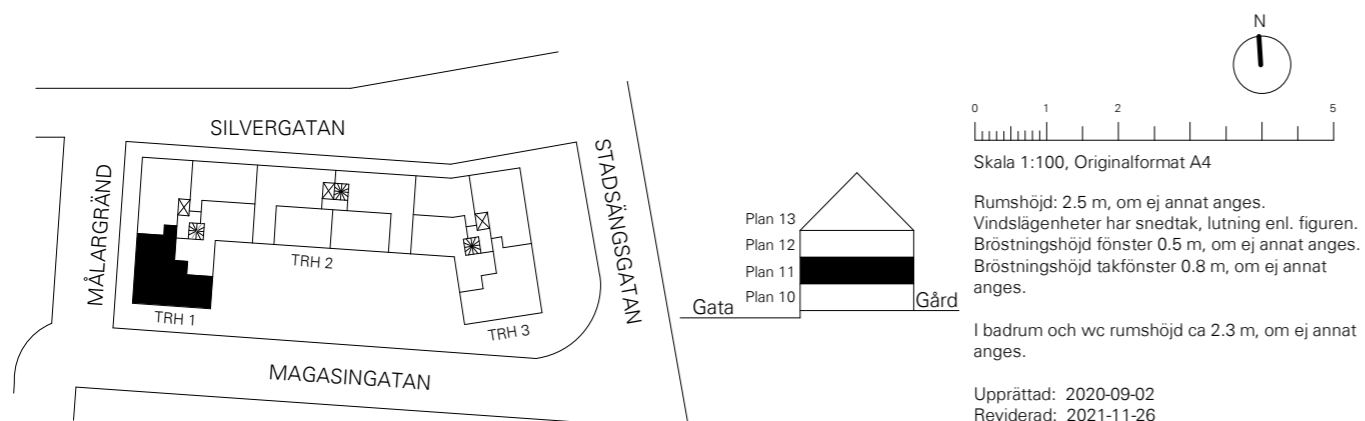 SILVERGATAN
MÅLARGRÄND
STADSÄNGSGATAN
TRH 1
TRH 2
TRH 3
MAGASINGATAN
Plan 13
Plan 12
Plan 11
Plan 10
Gata
Gård
N
0 1 2 5
Skala 1:100, Originalformat A4
Rumshöjd: 2.5 m, om ej annat anges.
Vindslägenheter har snedtak, lutning enl. figuren.
Bröstningshöjd fönster 0.5 m, om ej annat anges.
Bröstningshöjd takfönster 0.8 m, om ej annat
anges.
I badrum och wc rumshöjd ca 2.3 m, om ej annat
anges.
Upprättad: 2020-09-02
Reviderad: 2021-11-26